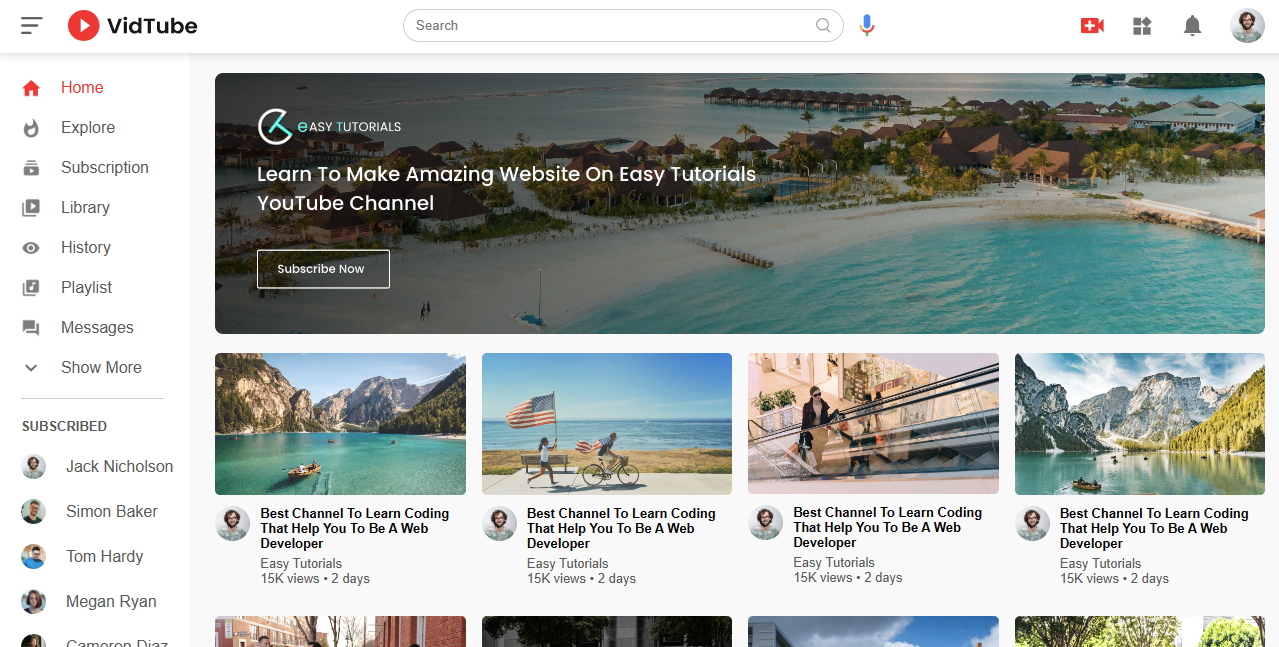 VidTube
Search
Home
Explore
Subscription
Library
History
Playlist
Messages
Show More
SUBSCRIBED
Jack Nicholson
Simon Baker
Tom Hardy
Megan Ryan
Cameron Diaz
eASY TUTORIALS
Learn To Make Amazing Website On Easy Tutorials
YouTube Channel
Subscribe Now
Best Channel To Learn Coding
That Help You To Be A Web
Developer
Easy Tutorials
15K views • 2 days
Best Channel To Learn Coding
That Help You To Be A Web
Developer
Easy Tutorials
15K views • 2 days
Best Channel To Learn Coding
That Help You To Be A Web
Developer
Easy Tutorials
15K views • 2 days
Best Channel To Learn Coding
That Help You To Be A Web
Developer
Easy Tutorials
15K views • 2 days